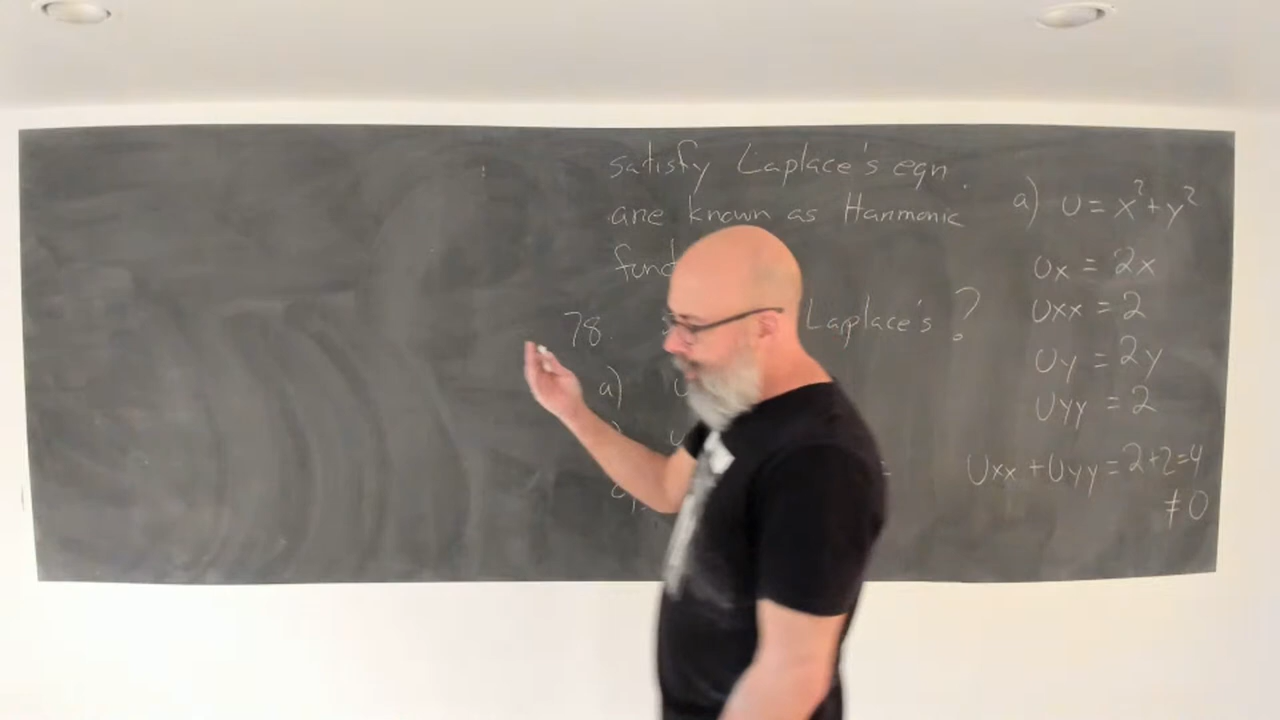 satisfy Laplace's eqn.
are known as Harmonic
78. Laplace's ?
a) u
u
a) u = x²+y²
Ux = 2x
Uxx = 2
Uy = 2y
Uyy = 2
Uxx + Uyy = 2+2=4
≠0